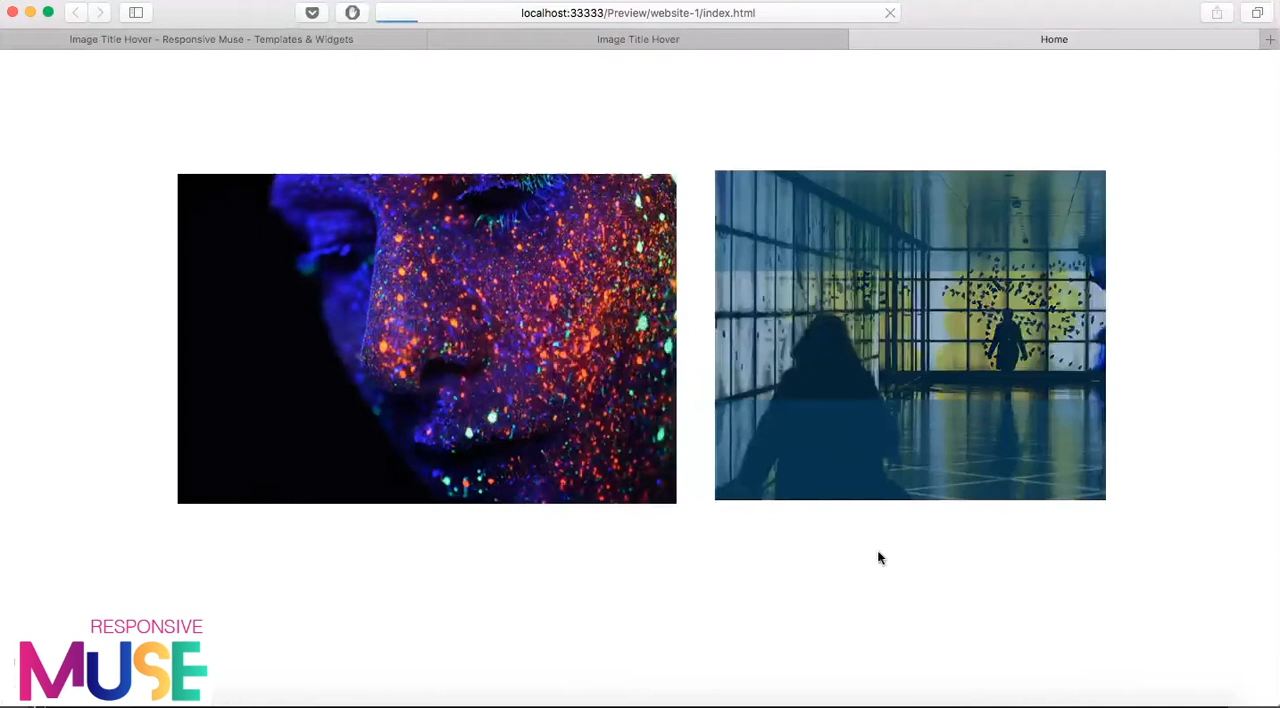 localhost:33333/Preview/website-1/index.html
Image Title Hover - Responsive Muse - Templates & Widgets
Image Title Hover
Home
RESPONSIVE
MUSE